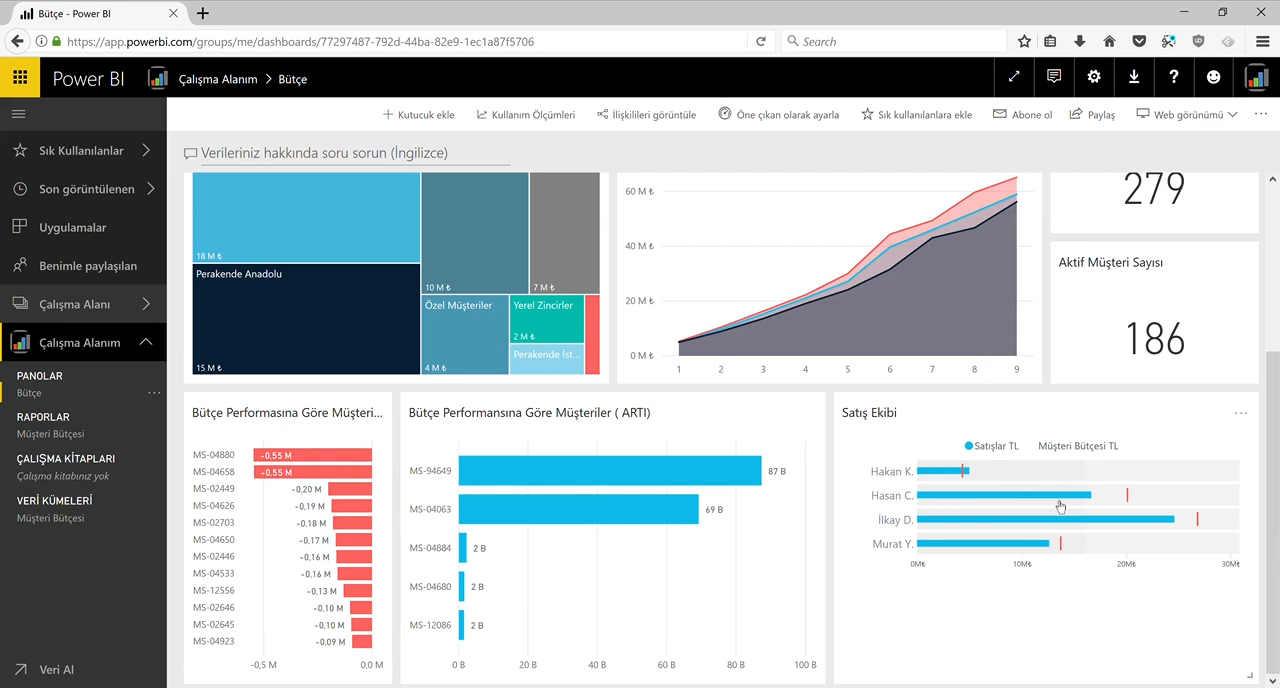 Bütçe - Power BI
https://app.powerbi.com/groups/me/dashboards/77297487-792d-44ba-82e9-1ec1a87f5706
Search
Power BI
Çalışma Alanım > Bütçe
Kutucuk ekle
Kullanım Ölçümleri
İlişkilileri görüntüle
Öne çıkan olarak ayarla
Sık kullanılanlara ekle
Abone ol
Paylaş
Web görünümü
Sık Kullanılanlar
Son görüntülenen
Uygulamalar
Benimle paylaşılan
Çalışma Alanı
Çalışma Alanım
PANOLAR
Bütçe
RAPORLAR
Müşteri Bütçesi
ÇALIŞMA KİTAPLARI
Çalışma kitabınız yok
VERİ KÜMELERİ
Müşteri Bütçesi
Veri Al
Verileriniz hakkında soru sorun (İngilizce)
18 M ₺
Perakende Anadolu
15 M ₺
10 M ₺
7 M ₺
Özel Müşteriler
4 M ₺
Yerel Zincirler
2 M ₺
Perakende İst...
60 M ₺
40 M ₺
20 M ₺
0 M ₺
1 2 3 4 5 6 7 8 9
279
Aktif Müşteri Sayısı
186
Bütçe Performasına Göre Müşteri...
MS-04880 -0,55 M
MS-04658 -0,55 M
MS-02449 -0,20 M
MS-04626 -0,19 M
MS-02703 -0,18 M
MS-04650 -0,17 M
MS-02446 -0,16 M
MS-04533 -0,16 M
MS-12556 -0,13 M
MS-02646 -0,10 M
MS-02645 -0,10 M
MS-04923 -0,09 M
-0,5 M 0,0 M
Bütçe Performansına Göre Müşteriler ( ARTI)
MS-94649 87 B
MS-04063 69 B
MS-04884 2 B
MS-04680 2 B
MS-12086 2 B
0 B 20 B 40 B 60 B 80 B 100 B
Satış Ekibi
Satışlar TL Müşteri Bütçesi TL
Hakan K.
Hasan C.
İlkay D.
Murat Y.
0M₺ 10M₺ 20M₺ 30M₺